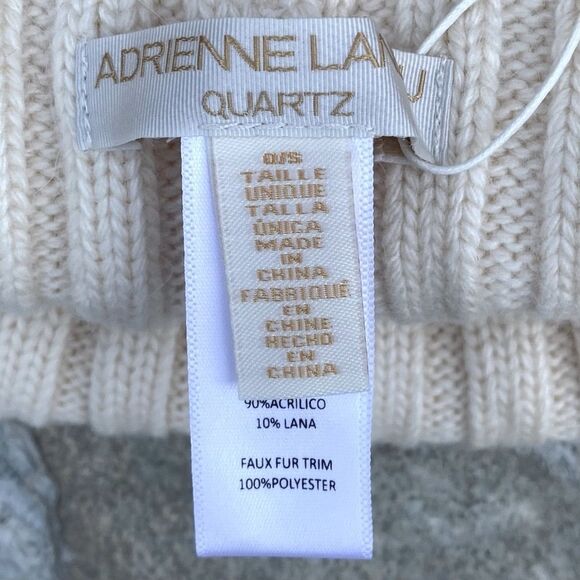 ADRIENNE LAN U
QUARTZ
O/S
TAILLE
UNIQUE
TALLA
ÚNICA
MADE
IN
CHINA
FABRIQUÉ
EN
CHINE
HECHO
EN
CHINA
90%ACRILICO
10% LANA
FAUX FUR TRIM
100%POLYESTER